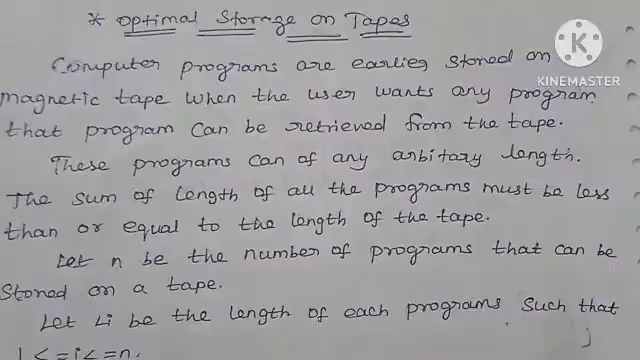 * Optimal Storage on Tapes
Computer programs are earlier stored on
magnetic tape when the user wants any program
that program can be retrieved from the tape.
These programs can of any arbitary length.
The sum of length of all the programs must be less
than or equal to the length of the tape.
Let n be the number of programs that can be
stored on a tape.
Let Li be the length of each programs such that
1<=i<=n.
K
KINEMASTER